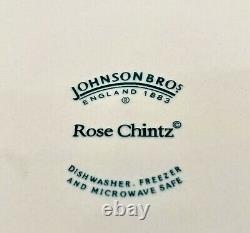 JOHNSON BROS
ENGLAND 1883
®
Rose Chintz©
DISHWASHER, FREEZER
AND MICROWAVE SAFE